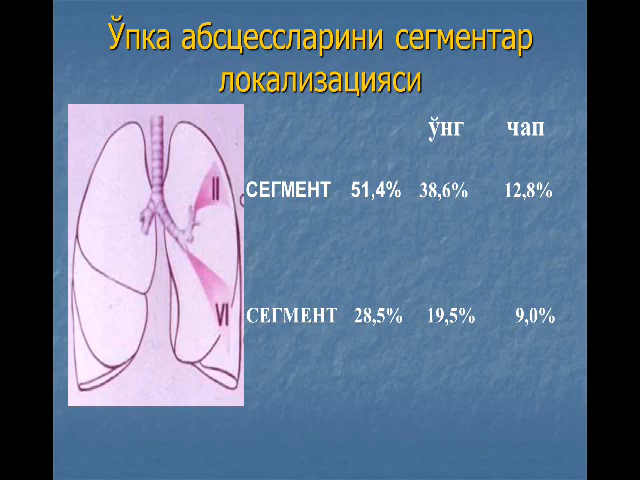 Ўпка абсцессларини сегментар
локализацияси
ўнг чап
II СЕГМЕНТ 51,4% 38,6% 12,8%
VI СЕГМЕНТ 28,5% 19,5% 9,0%